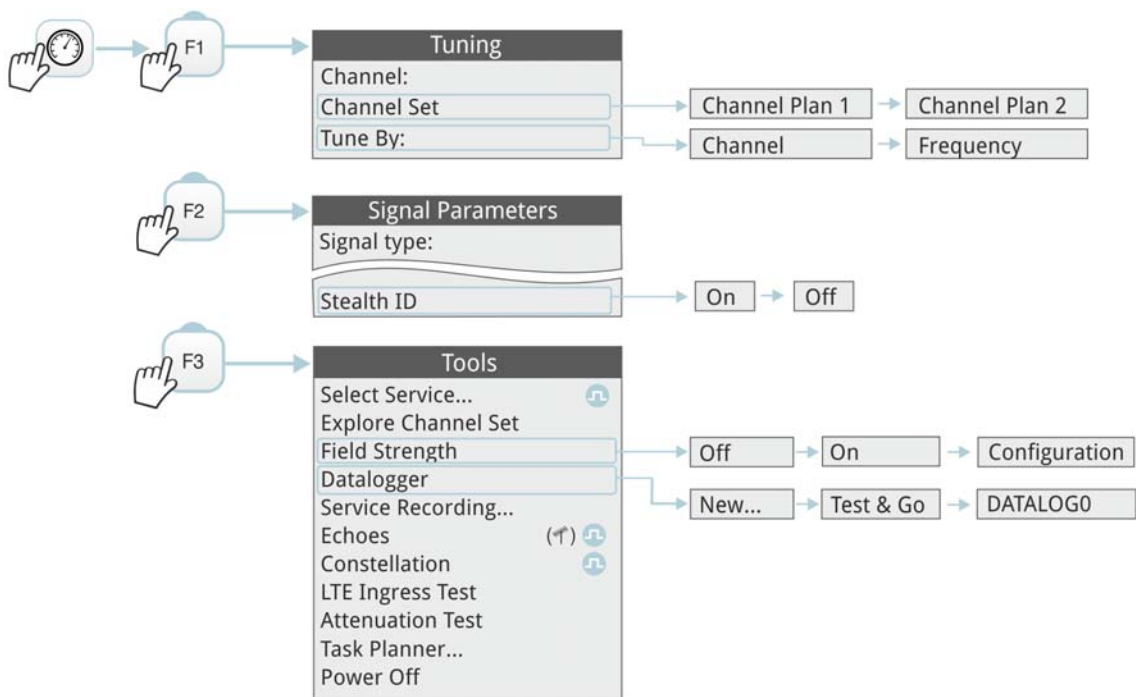 F1
Tuning
Channel:
Channel Set
Channel Plan 1
Channel Plan 2
Tune By:
Channel
Frequency
F2
Signal Parameters
Signal type:
Stealth ID
On
Off
F3
Tools
Select Service...
Explore Channel Set
Field Strength
Off
On
Configuration
Datalogger
New...
Test & Go
DATALOG0
Service Recording...
Echoes
( )
Constellation
LTE Ingress Test
Attenuation Test
Task Planner...
Power Off